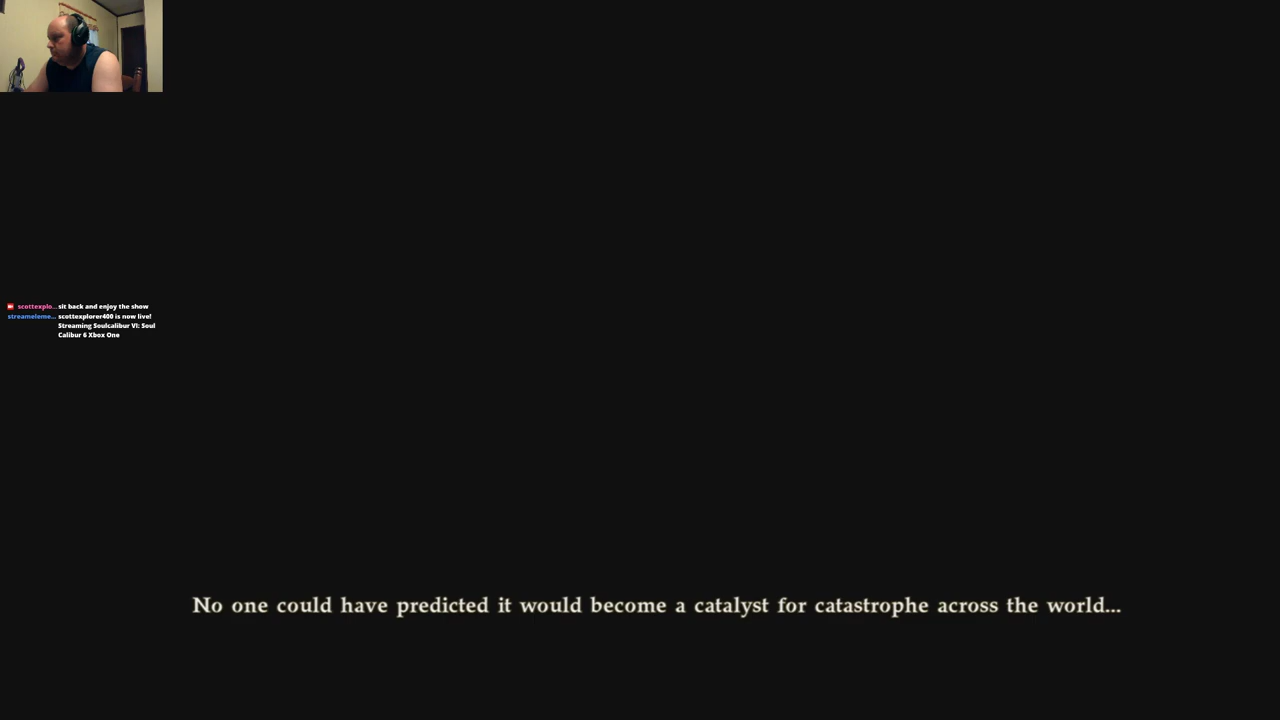 scottexplo... sit back and enjoy the show
streameleme... scottexplorer400 is now live!
Streaming Soulcalibur VI: Soul
Calibur 6 Xbox One
No one could have predicted it would become a catalyst for catastrophe across the world...